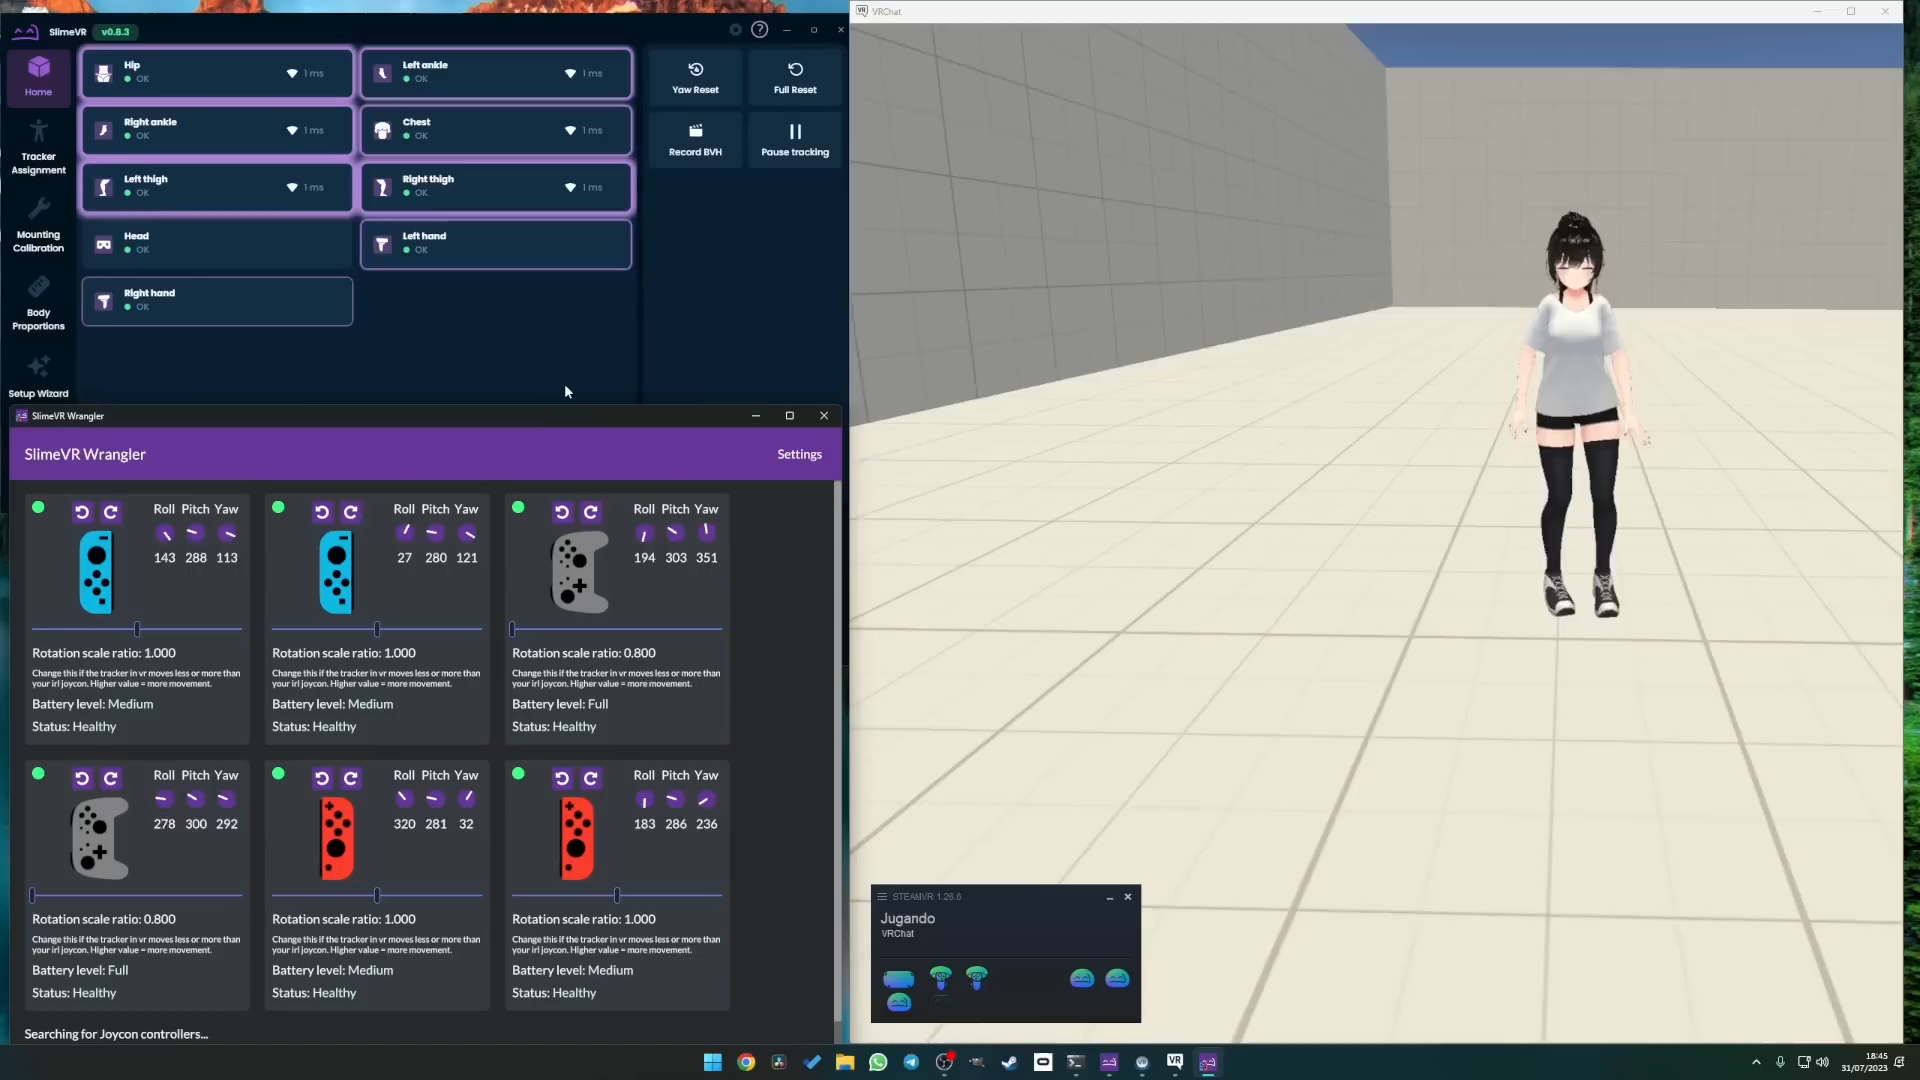 SlimeVR v0.8.3
Home
Tracker Assignment
Mounting Calibration
Body Proportions
Setup Wizard
Hip
OK
1 ms
Left ankle
OK
1 ms
Right ankle
OK
1 ms
Chest
OK
1 ms
Left thigh
OK
1 ms
Right thigh
OK
1 ms
Head
OK
Left hand
OK
Right hand
OK
Yaw Reset
Full Reset
Record BVH
Pause tracking
VRChat
SlimeVR Wrangler
SlimeVR Wrangler
Settings
Roll Pitch Yaw
143 288 113
Rotation scale ratio: 1.000
Change this if the tracker in vr moves less or more than
your irl joycon. Higher value = more movement.
Battery level: Medium
Status: Healthy
Roll Pitch Yaw
27 280 121
Rotation scale ratio: 1.000
Change this if the tracker in vr moves less or more than
your irl joycon. Higher value = more movement.
Battery level: Medium
Status: Healthy
Roll Pitch Yaw
194 303 351
Rotation scale ratio: 0.800
Change this if the tracker in vr moves less or more than
your irl joycon. Higher value = more movement.
Battery level: Full
Status: Healthy
Roll Pitch Yaw
278 300 292
Rotation scale ratio: 0.800
Change this if the tracker in vr moves less or more than
your irl joycon. Higher value = more movement.
Battery level: Full
Status: Healthy
Roll Pitch Yaw
320 281 32
Rotation scale ratio: 1.000
Change this if the tracker in vr moves less or more than
your irl joycon. Higher value = more movement.
Battery level: Medium
Status: Healthy
Roll Pitch Yaw
183 286 236
Rotation scale ratio: 1.000
Change this if the tracker in vr moves less or more than
your irl joycon. Higher value = more movement.
Battery level: Medium
Status: Healthy
Searching for Joycon controllers...
STEAMVR 1.26.6
Jugando
VRChat
18:45
31/07/2023